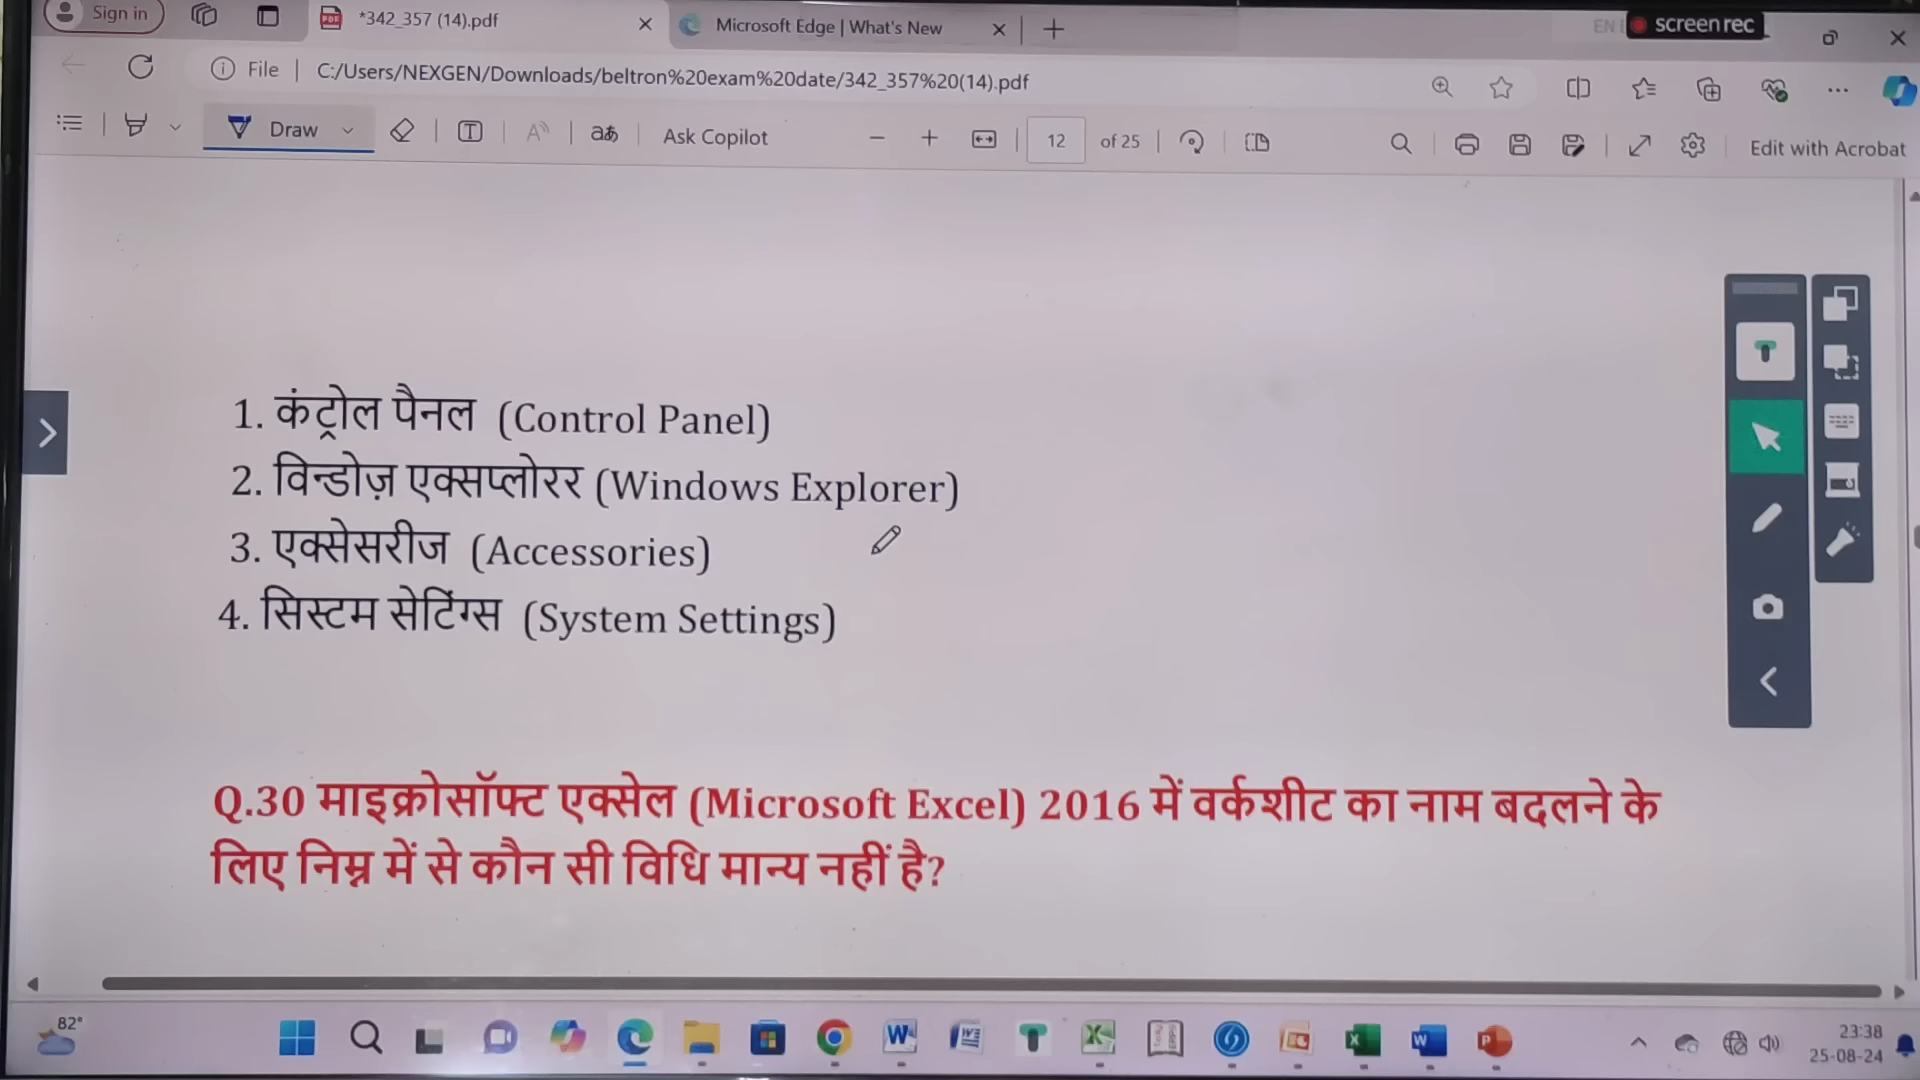 Sign in
*342_357 (14).pdf
Microsoft Edge | What's New
screen rec
File
C:/Users/NEXGEN/Downloads/beltron%20exam%20date/342_357%20(14).pdf
Draw
Ask Copilot
12 of 25
Edit with Acrobat
1. कंट्रोल पैनल (Control Panel)
2. विन्डोज़ एक्सप्लोरर (Windows Explorer)
3. एक्सेसरीज (Accessories)
4. सिस्टम सेटिंग्स (System Settings)
Q.30 माइक्रोसॉफ्ट एक्सेल (Microsoft Excel) 2016 में वर्कशीट का नाम बदलने के
लिए निम्न में से कौन सी विधि मान्य नहीं है?
82°
23:38
25-08-24